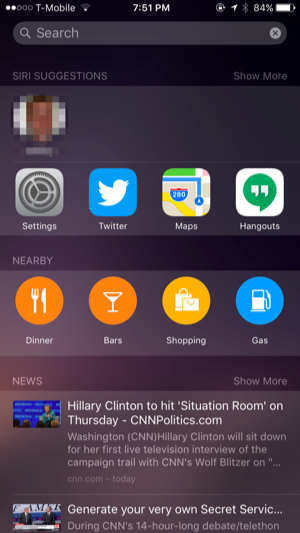 T-Mobile 7:51 PM 84%
Search
SIRI SUGGESTIONS Show More
280
Settings Twitter Maps Hangouts
NEARBY
Dinner Bars Shopping Gas
NEWS Show More
Hillary Clinton to hit 'Situation Room' on
Thursday - CNNPolitics.com
Washington (CNN)Hillary Clinton will sit down
for her first live television interview of the
campaign trail with CNN's Wolf Blitzer on "...
cnn.com - today
Generate your very own Secret Servic...
During CNN's 14-hour-long debate/telethon